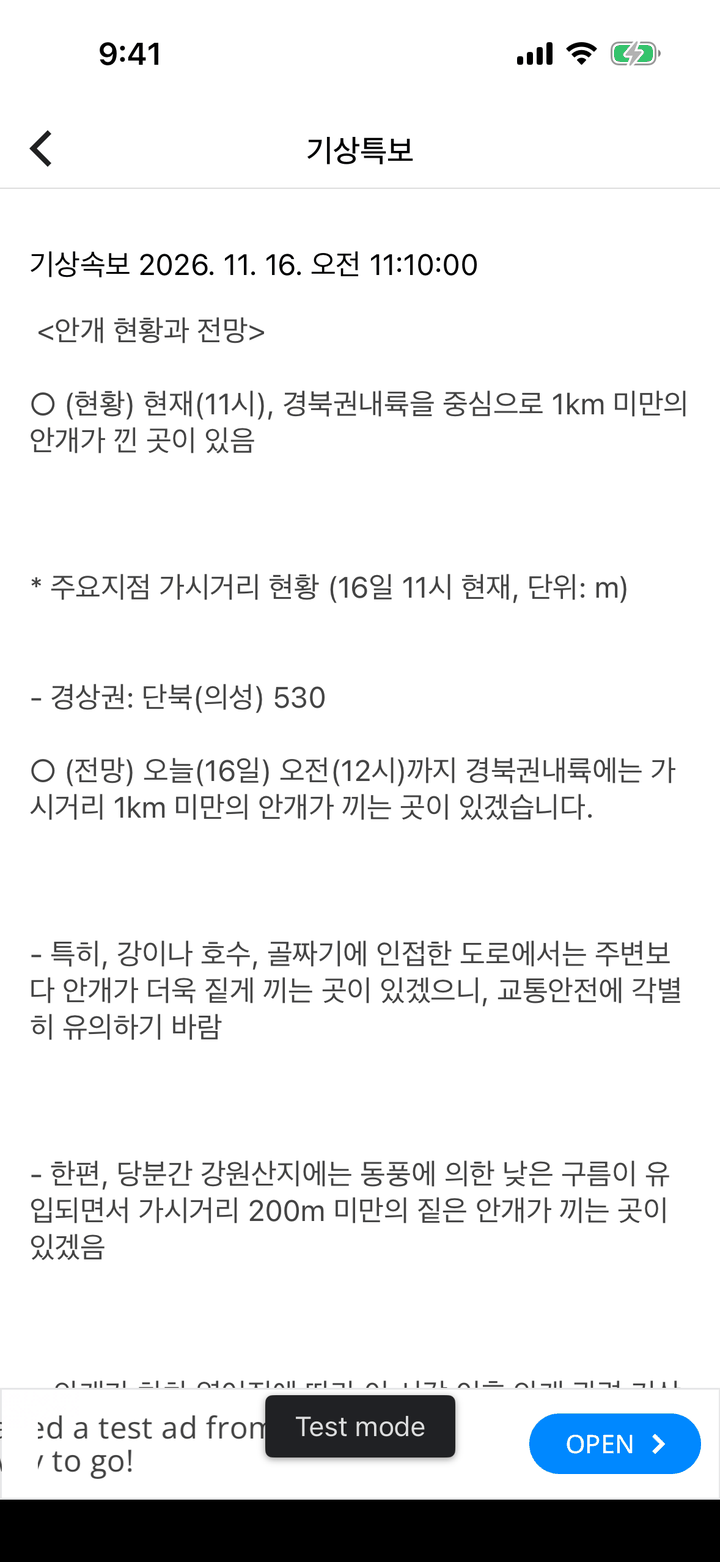 9:41
기상특보
기상속보 2026. 11. 16. 오전 11:10:00
<안개 현황과 전망>
○ (현황) 현재(11시), 경북권내륙을 중심으로 1km 미만의
안개가 낀 곳이 있음
* 주요지점 가시거리 현황 (16일 11시 현재, 단위: m)
- 경상권: 단북(의성) 530
○ (전망) 오늘(16일) 오전(12시)까지 경북권내륙에는 가
시거리 1km 미만의 안개가 끼는 곳이 있겠습니다.
- 특히, 강이나 호수, 골짜기에 인접한 도로에서는 주변보
다 안개가 더욱 짙게 끼는 곳이 있겠으니, 교통안전에 각별
히 유의하기 바람
- 한편, 당분간 강원산지에는 동풍에 의한 낮은 구름이 유
입되면서 가시거리 200m 미만의 짙은 안개가 끼는 곳이
있겠음
ed a test ad from
y to go!
Test mode
OPEN